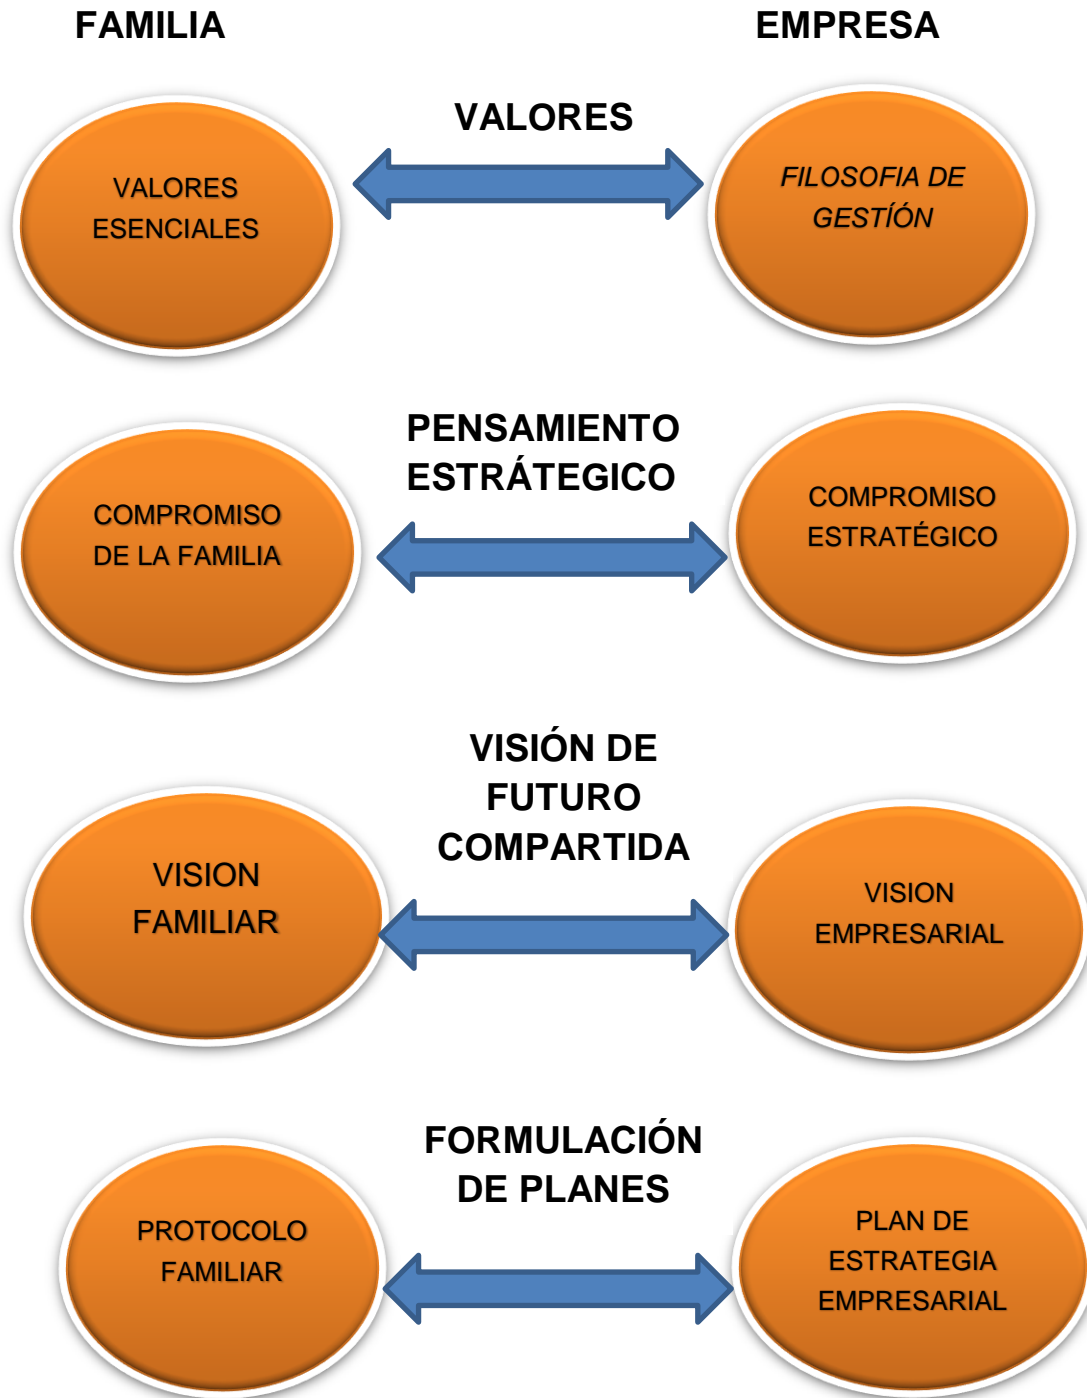 FAMILIA
EMPRESA
VALORES
VALORES
ESENCIALES
FILOSOFIA DE
GESTÍÓN
PENSAMIENTO
ESTRÁTEGICO
COMPROMISO
DE LA FAMILIA
COMPROMISO
ESTRATÉGICO
VISIÓN DE
FUTURO
COMPARTIDA
VISION
FAMILIAR
VISION
EMPRESARIAL
FORMULACIÓN
DE PLANES
PROTOCOLO
FAMILIAR
PLAN DE
ESTRATEGIA
EMPRESARIAL